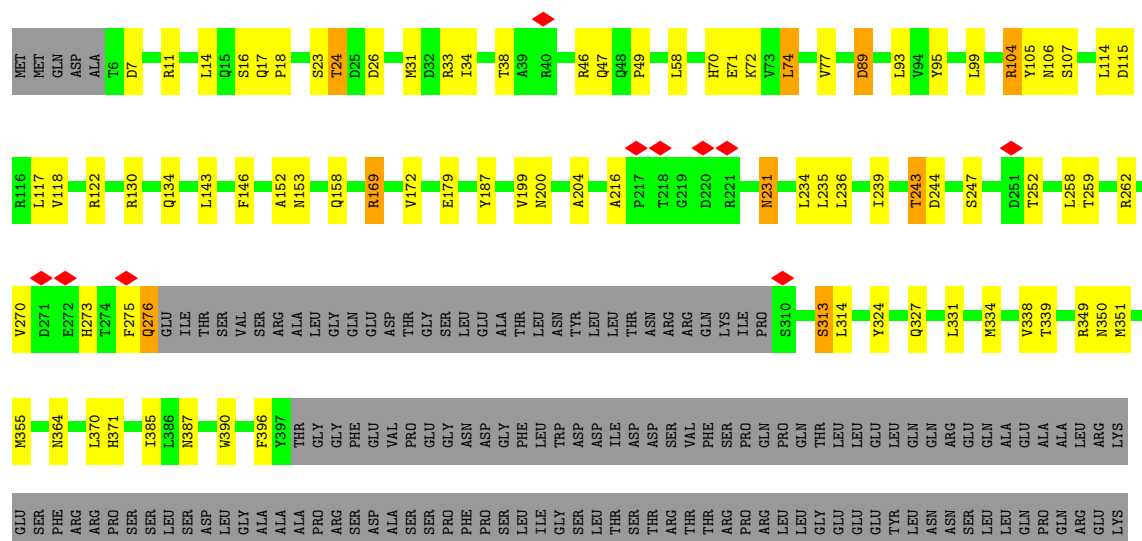 MET MET GLN ASP ALA T6 D7 R11 L14 Q15 S16 Q17 P18 S23 T24 D25 D26 M31 D32 R33 I34 T38 A39 R40 R46 Q47 Q48 P49 L58 H70 E71 K72 V73 L74 V77 D89 L93 V94 Y95 L99 R104 Y105 N106 S107 L114 D115
R116 L117 V118 R122 R130 Q134 L143 F146 A152 N153 Q158 R169 V172 E179 Y187 V199 N200 A204 A216 P217 T218 G219 D220 R221 N231 L234 L235 L236 I239 T243 D244 S247 D251 T252 L258 T259 R262
V270 D271 E272 H273 T274 F275 Q276 GLU ILE THR SER VAL SER ARG ALA LEU GLY GLN GLU ASP THR GLY SER LEU GLU ALA THR LEU ASN TYR LEU LEU THR ASN ARG ARG GLN LYS ILE PRO S310 S313 L314 Y324 Q327 L331 M334 V338 T339 R349 N350 M351
M355 N364 L370 H371 I385 L386 N387 W390 F396 Y397 THR GLY GLY PHE GLU VAL PRO GLU GLY ASN ASP GLY PHE LEU TRP ASP ASP ILE ASP ASP SER VAL PHE SER PRO GLN PRO GLN THR LEU LEU GLU LEU GLN GLN ARG GLU GLN ALA GLU ALA ALA LEU ARG LYS
GLU SER PHE ARG ARG PRO SER SER LEU SER ASP LEU GLY ALA ALA ALA PRO ARG SER ASP ALA SER SER PRO PHE PRO SER LEU ILE GLY SER LEU THR SER THR ARG THR THR ARG PRO ARG LEU LEU GLY GLU GLU GLU TYR LEU ASN ASN SER LEU LEU GLN PRO GLN ARG GLU LYS